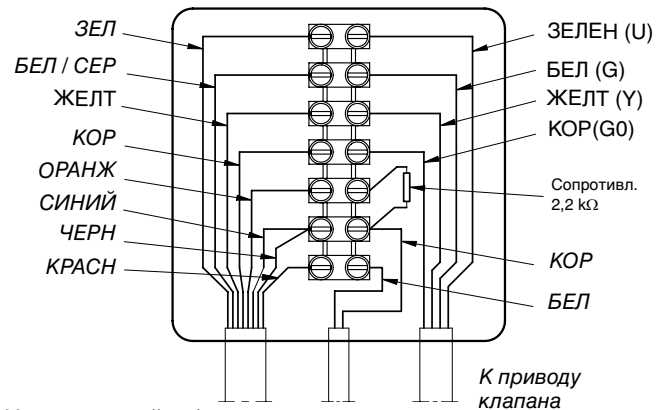 ЗЕЛ
БЕЛ / СЕР
ЖЕЛТ
КОР
ОРАНЖ
СИНИЙ
ЧЕРН
КРАСН
ЗЕЛЕН (U)
БЕЛ (G)
ЖЕЛТ (Y)
КОР(G0)
Сопротивл.
2,2 kΩ
КОР
БЕЛ
К приводу
клапана